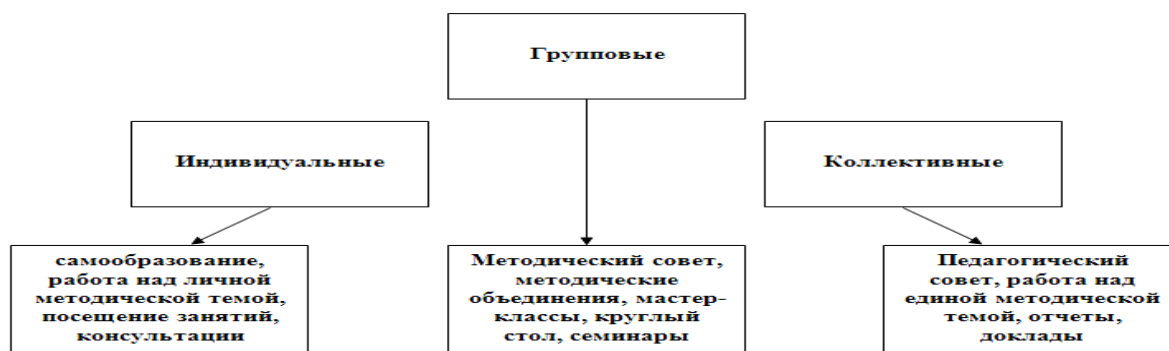 Групповые
Индивидуальные
Коллективные
самообразование,
работа над личной
методической темой,
посещение занятий,
консультации
Методический совет,
методические
объединения, мастер-
классы, круглый
стол, семинары
Педагогический
совет, работа над
единой методической
темой, отчеты,
доклады